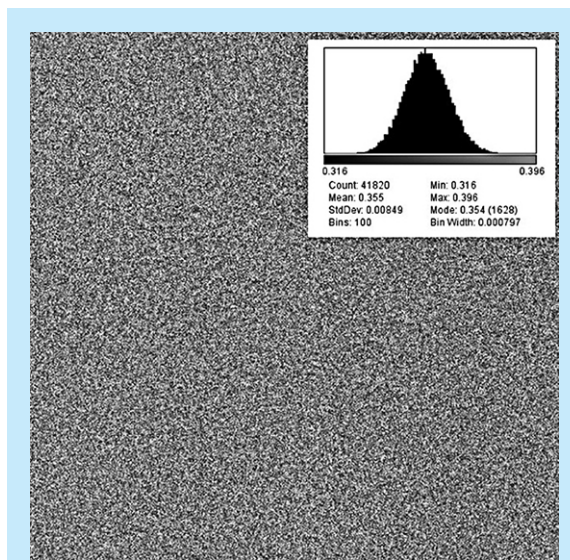 0.316 0.396
Count: 41820 Min: 0.316
Mean: 0.355 Max: 0.396
StdDev: 0.00849 Mode: 0.354 (1628)
Bins: 100 Bin Width: 0.000797